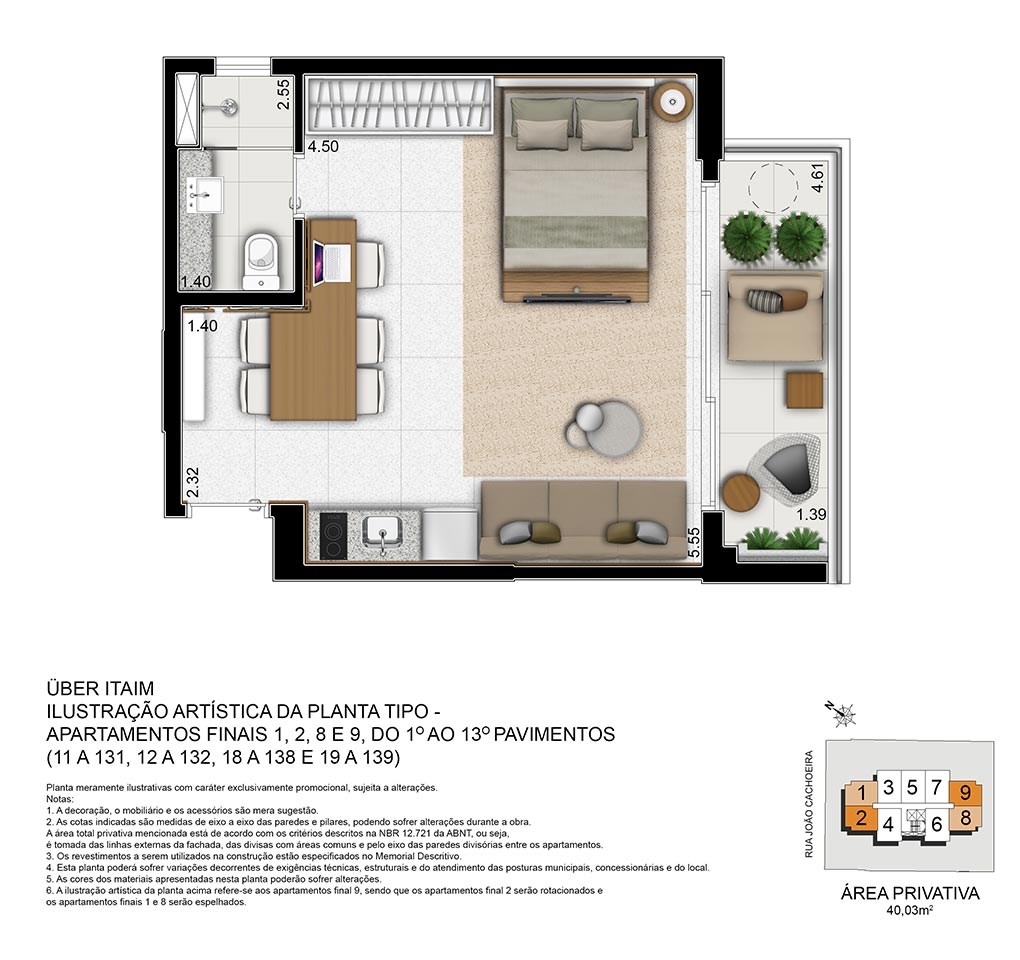 2.55
4.50
4.61
1.40
1.40
2.32
1.39
5.55
ÜBER ITAIM
ILUSTRAÇÃO ARTÍSTICA DA PLANTA TIPO -
APARTAMENTOS FINAIS 1, 2, 8 E 9, DO 1º AO 13º PAVIMENTOS
(11 A 131, 12 A 132, 18 A 138 E 19 A 139)
Planta meramente ilustrativas com caráter exclusivamente promocional, sujeita a alterações.
Notas:
1. A decoração, o mobiliário e os acessórios são mera sugestão.
2. As cotas indicadas são medidas de eixo a eixo das paredes e pilares, podendo sofrer alterações durante a obra.
A área total privativa mencionada está de acordo com os critérios descritos na NBR 12.721 da ABNT, ou seja,
é tomada das linhas externas da fachada, das divisas com áreas comuns e pelo eixo das paredes divisórias entre os apartamentos.
3. Os revestimentos a serem utilizados na construção estão especificados no Memorial Descritivo.
4. Esta planta poderá sofrer variações decorrentes de exigências técnicas, estruturais e do atendimento das posturas municipais, concessionárias e do local.
5. As cores dos materiais apresentadas nesta planta poderão sofrer alterações.
6. A ilustração artística da planta acima refere-se aos apartamentos final 9, sendo que os apartamentos final 2 serão rotacionados e
os apartamentos finais 1 e 8 serão espelhados.
N
RUA JOÃO CACHOEIRA
1 3 5 7 9
2 4 6 8
ÁREA PRIVATIVA
40,03m²